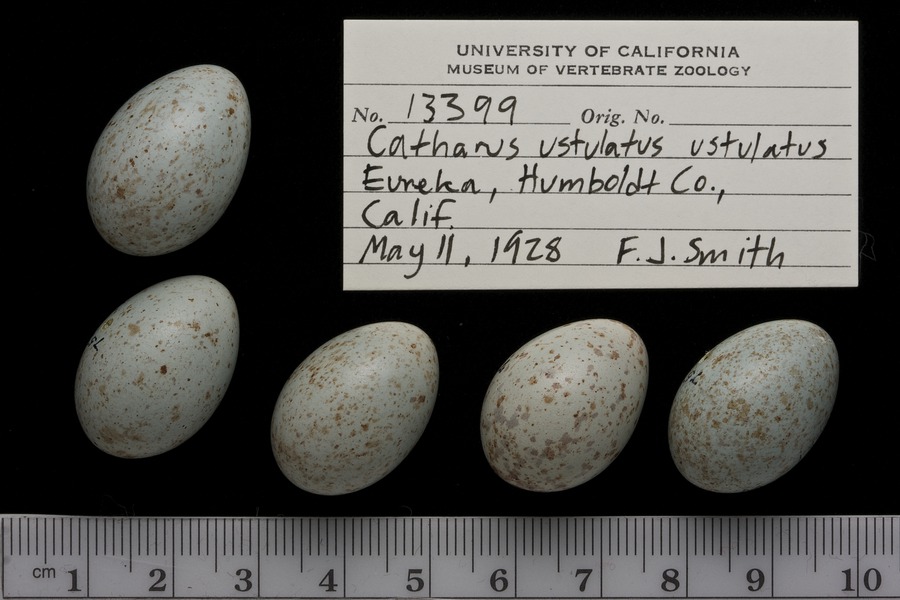 UNIVERSITY OF CALIFORNIA
MUSEUM OF VERTEBRATE ZOOLOGY
No. 13399 Orig. No.
Catharus ustulatus ustulatus
Eureka, Humboldt Co.,
Calif.
May 11, 1928 F. J. Smith
cm 1 2 3 4 5 6 7 8 9 10